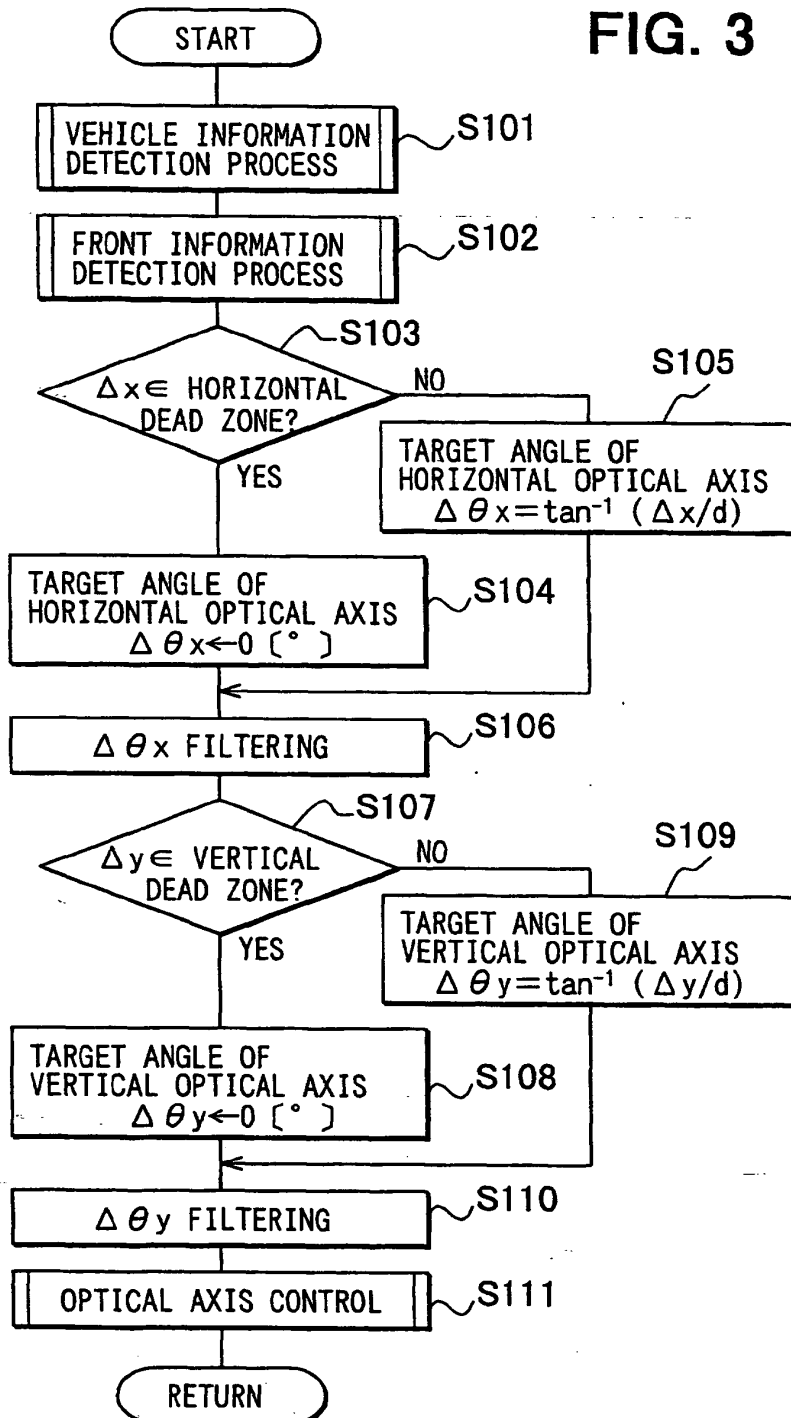 FIG. 3
START
VEHICLE INFORMATION
DETECTION PROCESS
S101
FRONT INFORMATION
DETECTION PROCESS
S102
S103
Δx∈ HORIZONTAL
DEAD ZONE?
NO
YES
S105
TARGET ANGLE OF
HORIZONTAL OPTICAL AXIS
Δθx=tan⁻¹ (Δx/d)
TARGET ANGLE OF
HORIZONTAL OPTICAL AXIS
Δθx←0 [°]
S104
Δθx FILTERING
S106
S107
Δy∈ VERTICAL
DEAD ZONE?
NO
YES
S109
TARGET ANGLE OF
VERTICAL OPTICAL AXIS
Δθy=tan⁻¹ (Δy/d)
TARGET ANGLE OF
VERTICAL OPTICAL AXIS
Δθy←0 [°]
S108
Δθy FILTERING
S110
OPTICAL AXIS CONTROL
S111
RETURN